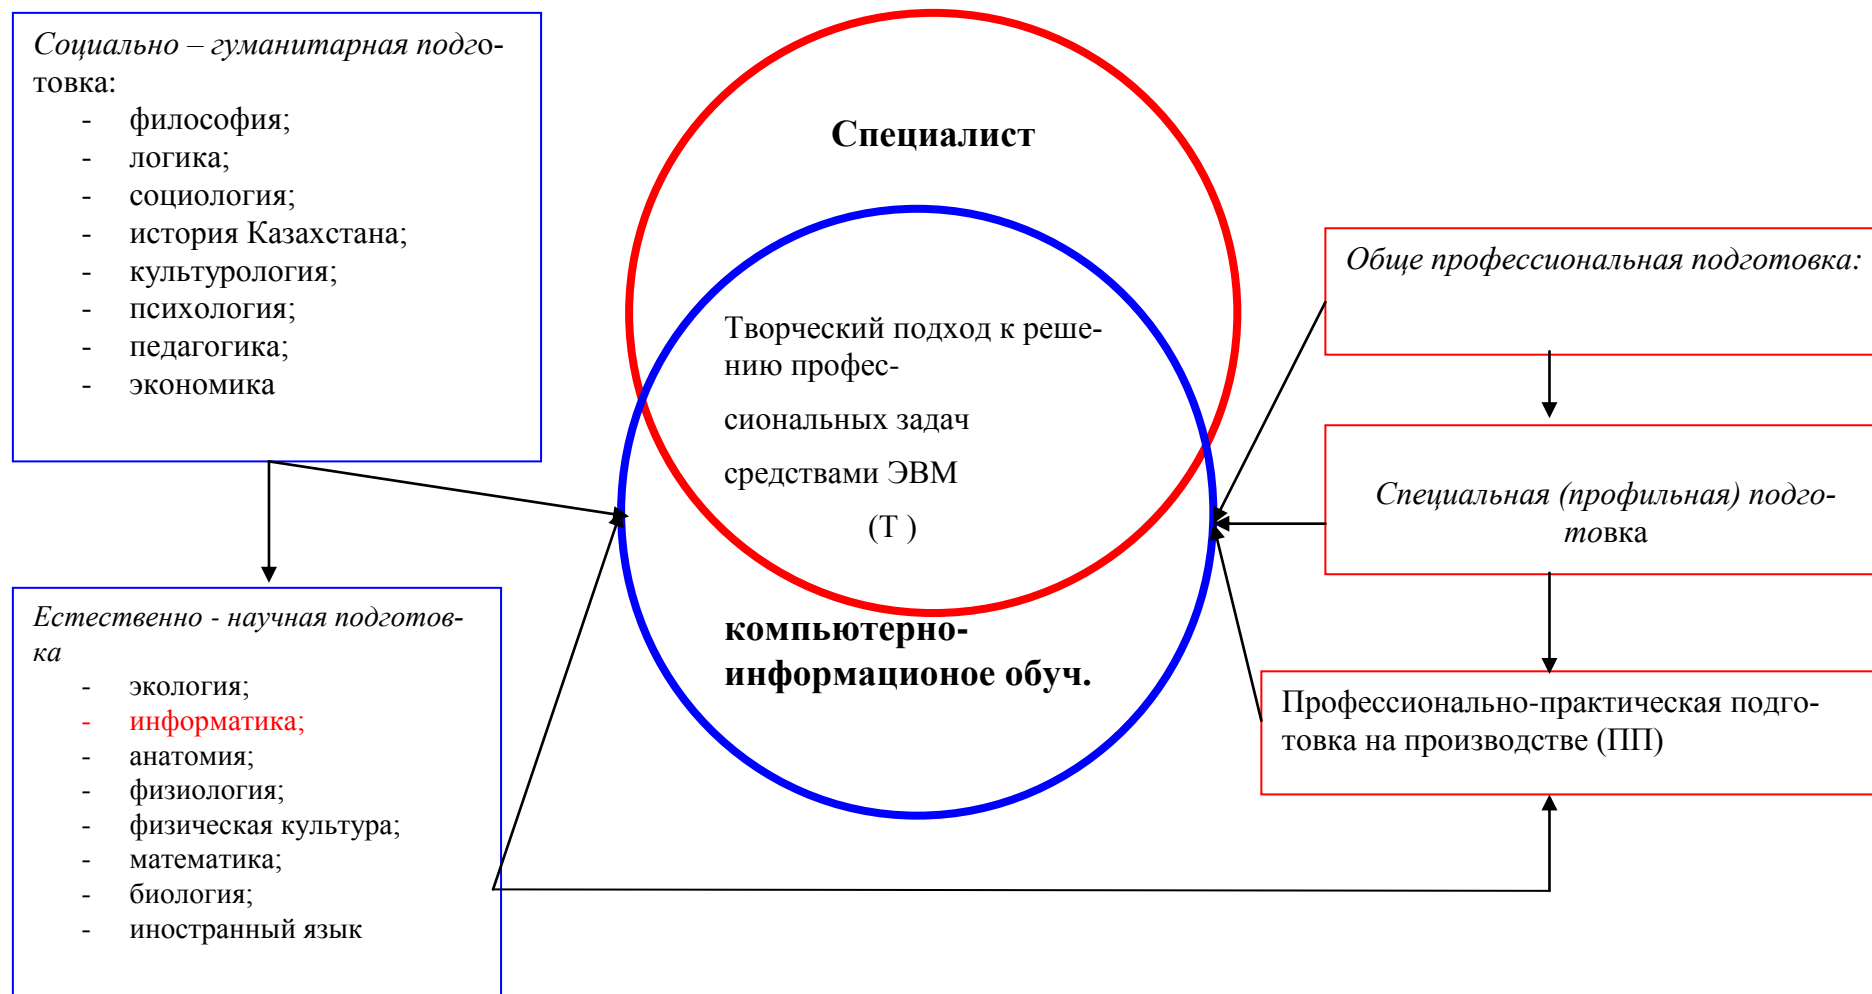 Социально – гуманитарная подго-
товка:
- философия;
- логика;
- социология;
- история Казахстана;
- культурология;
- психология;
- педагогика;
- экономика
Естественно - научная подготов-
ка
- экология;
- информатика;
- анатомия;
- физиология;
- физическая культура;
- математика;
- биология;
- иностранный язык
Специалист
Творческий подход к реше-
нию профес-
сиональных задач
средствами ЭВМ
(Т )
компьютерно-
информационое обуч.
Обще профессиональная подготовка:
Специальная (профильная) подго-
товка
Профессионально-практическая подго-
товка на производстве (ПП)